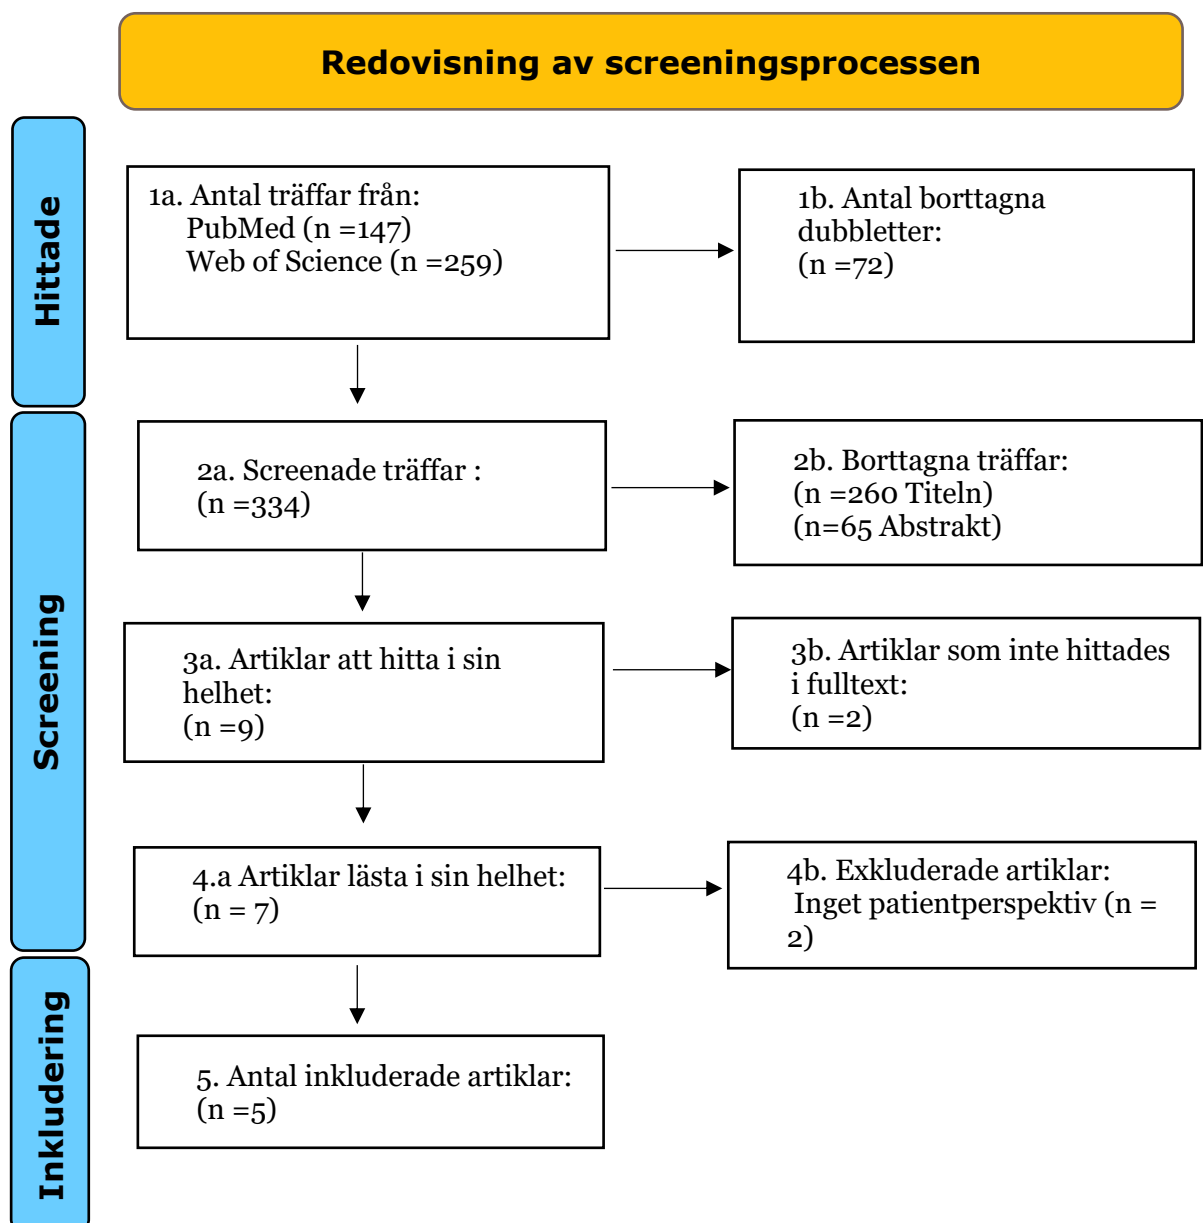 Redovisning av screeningsprocessen
Hittade
1a. Antal träffar från:
PubMed (n =147)
Web of Science (n =259)
1b. Antal borttagna
dubbletter:
(n =72)
Screening
2a. Screenade träffar :
(n =334)
2b. Borttagna träffar:
(n =260 Titeln)
(n=65 Abstrakt)
3a. Artiklar att hitta i sin
helhet:
(n =9)
3b. Artiklar som inte hittades
i fulltext:
(n =2)
4.a Artiklar lästa i sin helhet:
(n = 7)
4b. Exkluderade artiklar:
Inget patientperspektiv (n =
2)
Inkludering
5. Antal inkluderade artiklar:
(n =5)